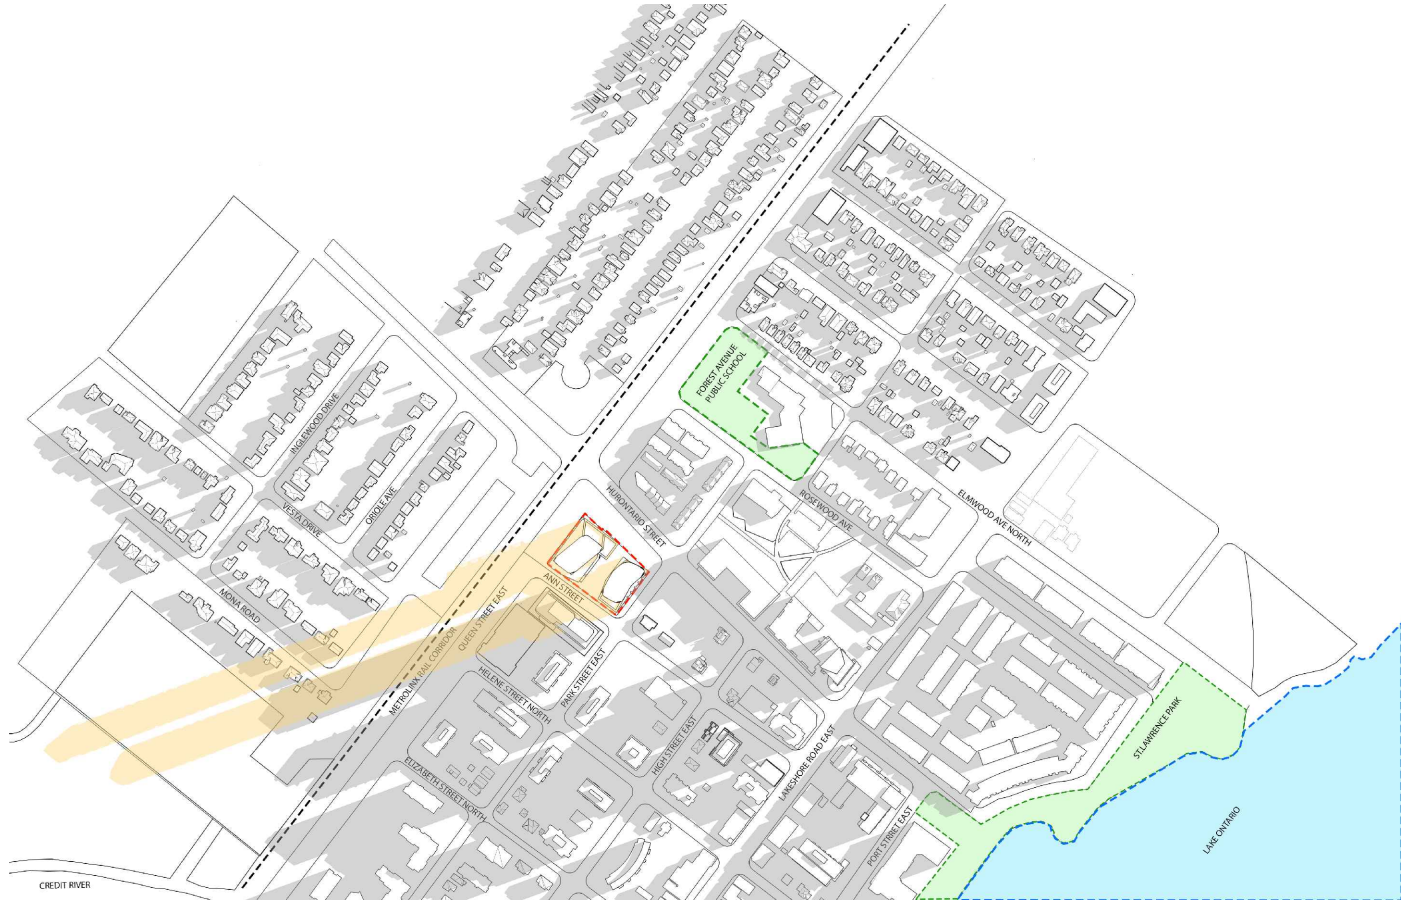 FOREST AVENUE
PUBLIC SCHOOL
INGLEWOOD DRIVE
VESTA DRIVE
ORIOLE AVE
HURONTARIO STREET
ROSEWOOD AVE
ELMWOOD AVE NORTH
MONA ROAD
ANN STREET
QUEEN STREET EAST
METROLINX RAIL CORRIDOR
HELENE STREET NORTH
PARK STREET EAST
HIGH STREET EAST
ELIZABETH STREET NORTH
LAKESHORE ROAD EAST
PORT STRRET EAST
ST.LAWRENCE PARK
LAKE ONTARIO
CREDIT RIVER